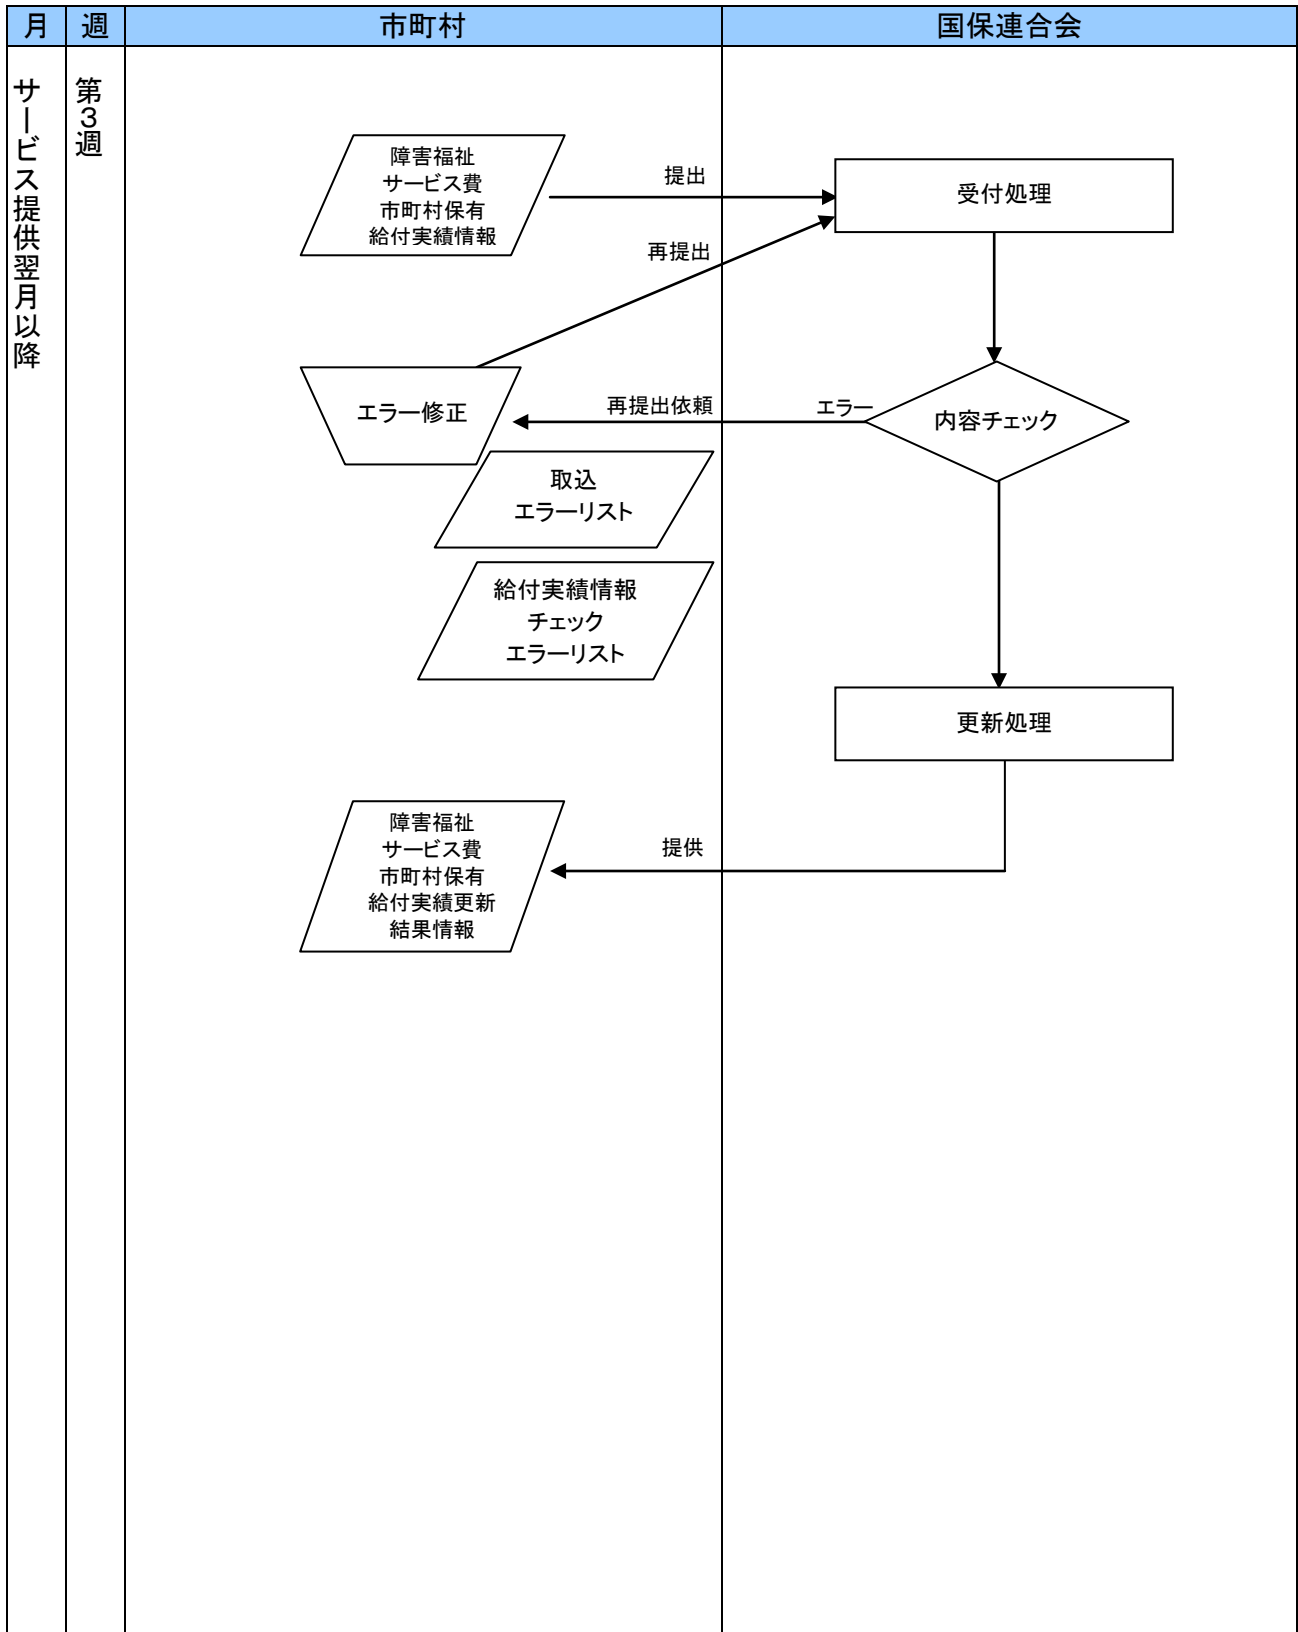 月
週
市町村
国保連合会
サービス提供翌月以降
第３週
障害福祉
サービス費
市町村保有
給付実績情報
提出
受付処理
再提出
エラー修正
再提出依頼
エラー
内容チェック
取込
エラーリスト
給付実績情報
チェック
エラーリスト
更新処理
障害福祉
サービス費
市町村保有
給付実績更新
結果情報
提供